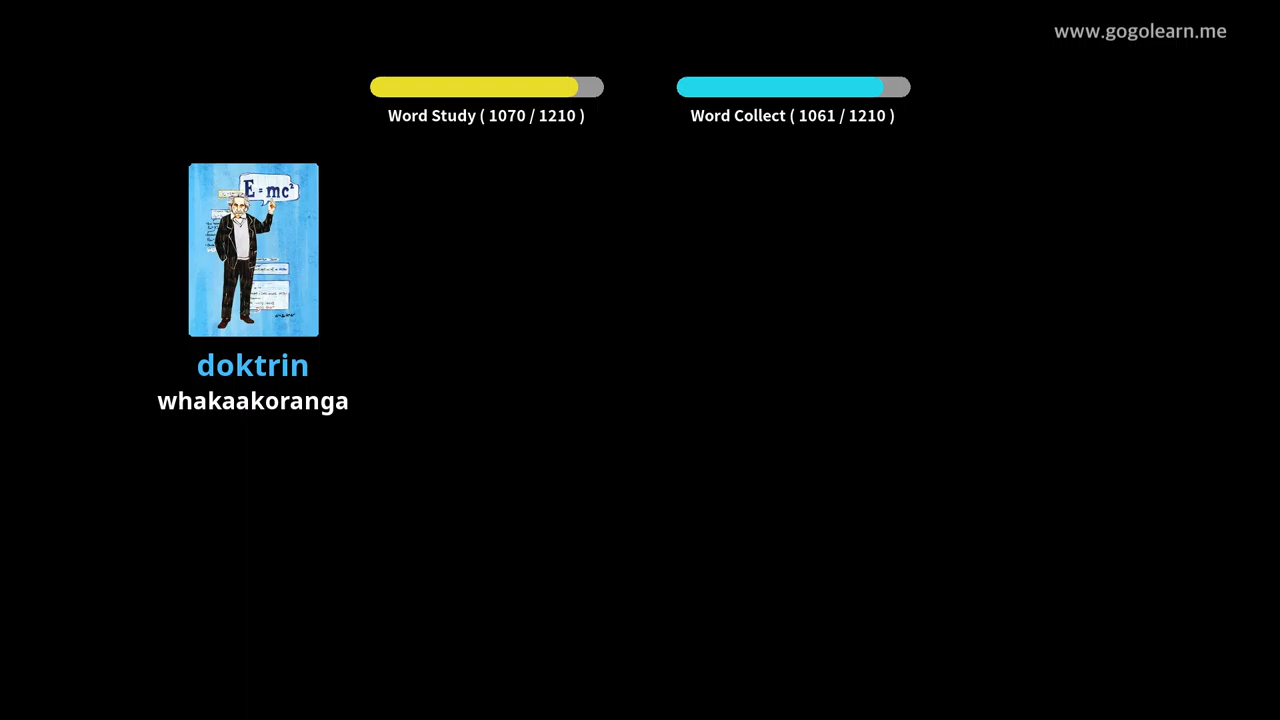 www.gogolearn.me
Word Study ( 1070 / 1210 )
Word Collect ( 1061 / 1210 )
E = mc²
doktrin
whakaakoranga